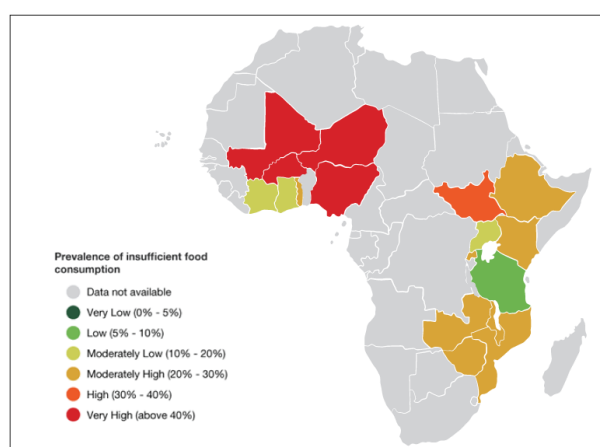 Prevalence of insufficient food
consumption
Data not available
Very Low (0% - 5%)
Low (5% - 10%)
Moderately Low (10% - 20%)
Moderately High (20% - 30%)
High (30% - 40%)
Very High (above 40%)